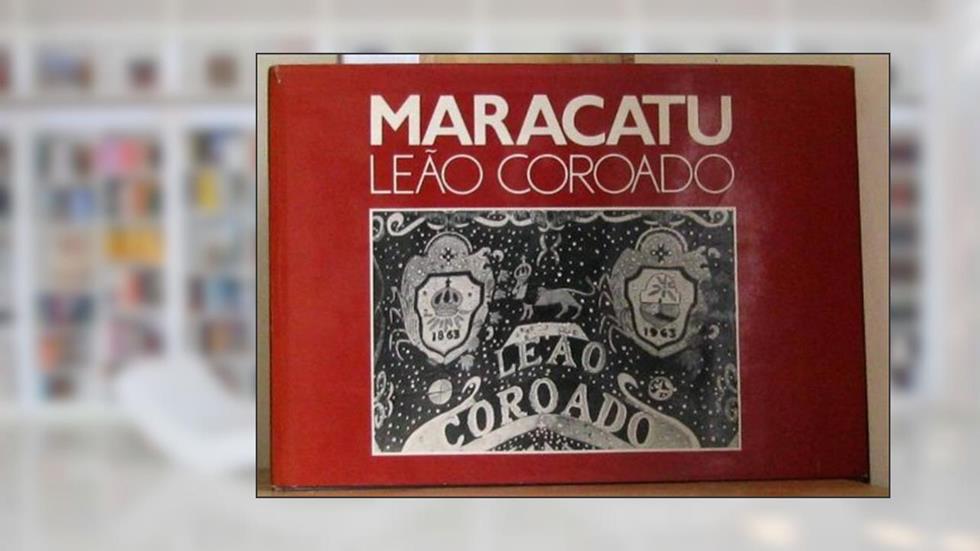 MARACATU
LEÃO COROADO
1863
1963
LEÃO
COROADO